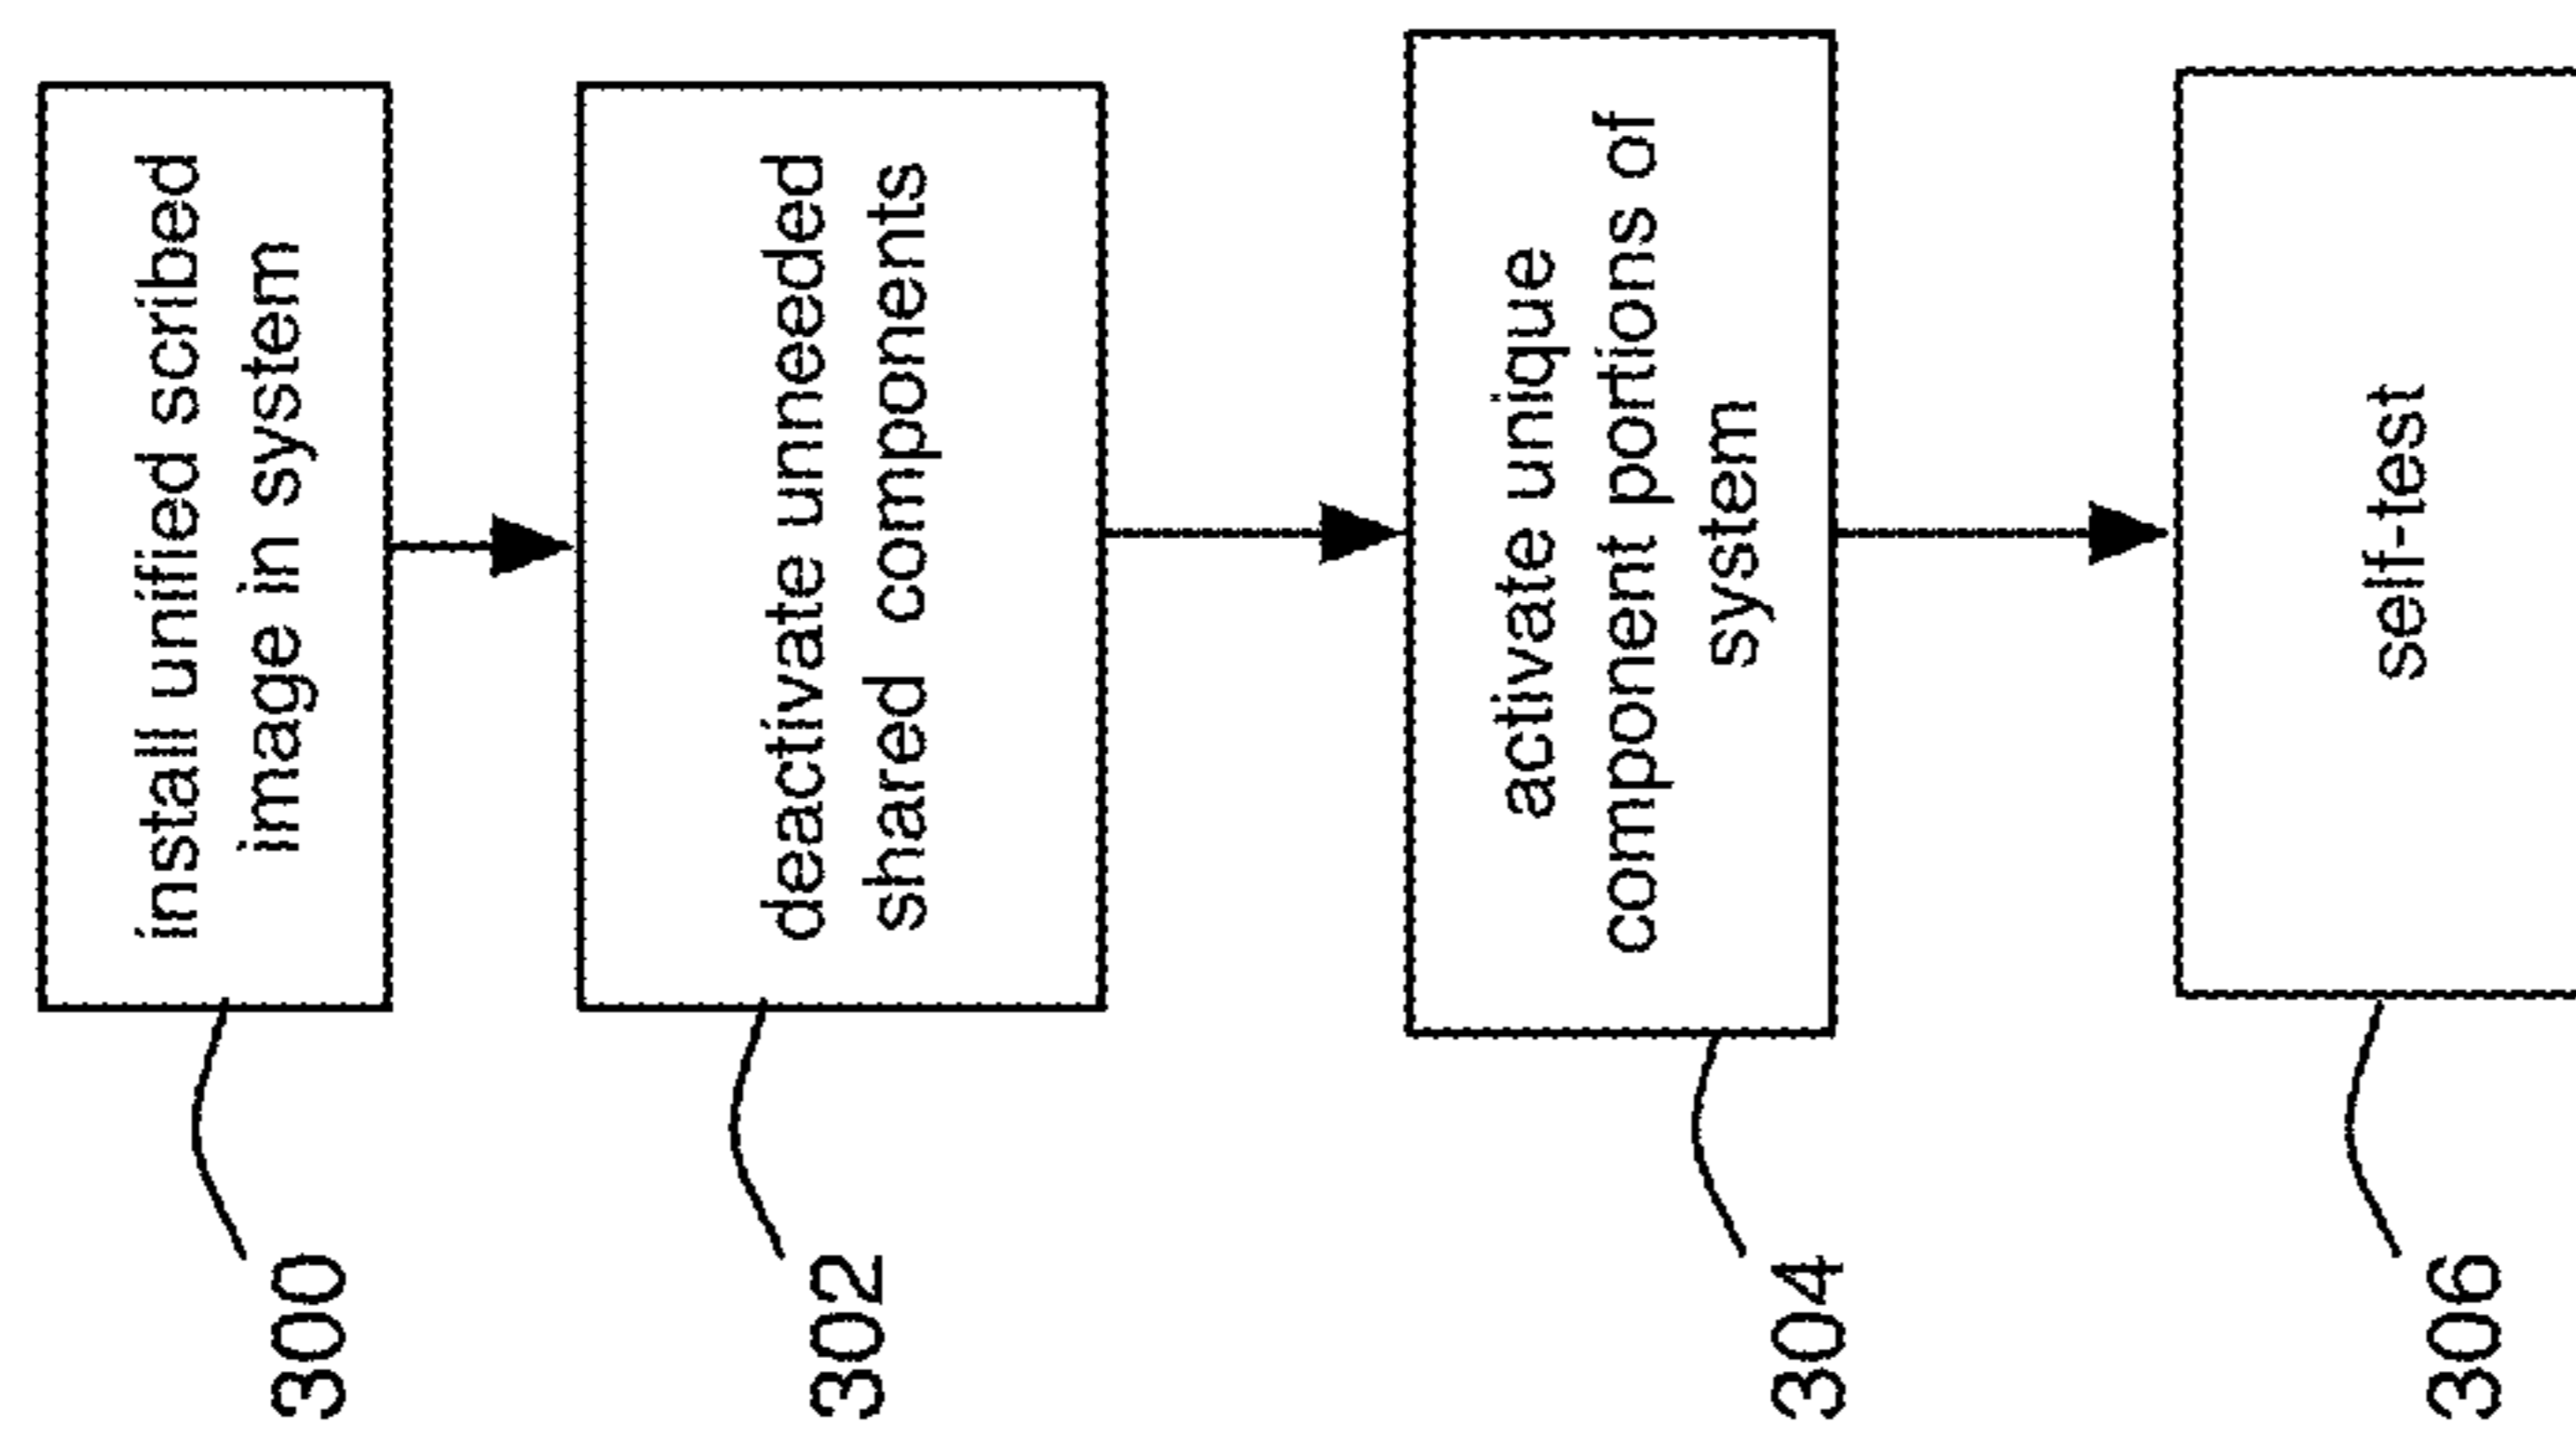 install unified scribed
image in system
300
deactivate unneeded
shared components
302
activate unique
component portions of
system
304
self-test
306